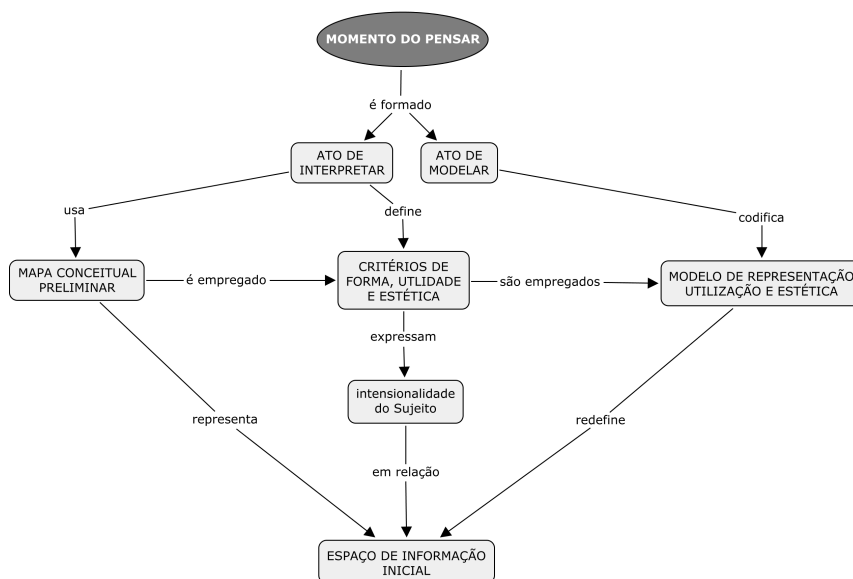 MOMENTO DO PENSAR
é formado
ATO DE
INTERPRETAR
ATO DE
MODELAR
usa
define
codifica
MAPA CONCEITUAL
PRELIMINAR
é empregado
CRITÉRIOS DE
FORMA, UTLIDADE
E ESTÉTICA
são empregados
MODELO DE REPRESENTAÇÃO
UTILIZAÇÃO E ESTÉTICA
expressam
intensionalidade
do Sujeito
representa
redefine
em relação
ESPAÇO DE INFORMAÇÃO
INICIAL